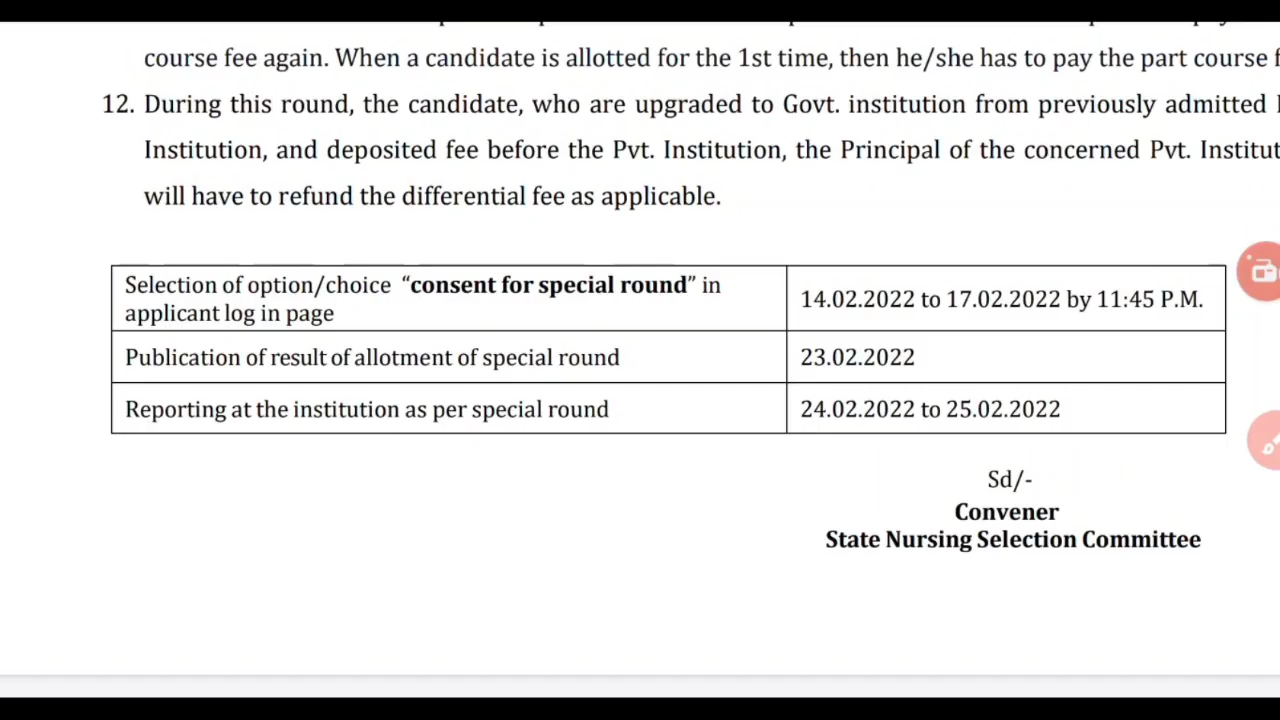 course fee again. When a candidate is allotted for the 1st time, then he/she has to pay the part course
12. During this round, the candidate, who are upgraded to Govt. institution from previously admitted
Institution, and deposited fee before the Pvt. Institution, the Principal of the concerned Pvt.
will have to refund the differential fee as applicable.
Selection of option/choice “consent for special round” in
applicant log in page
14.02.2022 to 17.02.2022 by 11:45 P.M.
Publication of result of allotment of special round
23.02.2022
Reporting at the institution as per special round
24.02.2022 to 25.02.2022
Sd/-
Convener
State Nursing Selection Committee